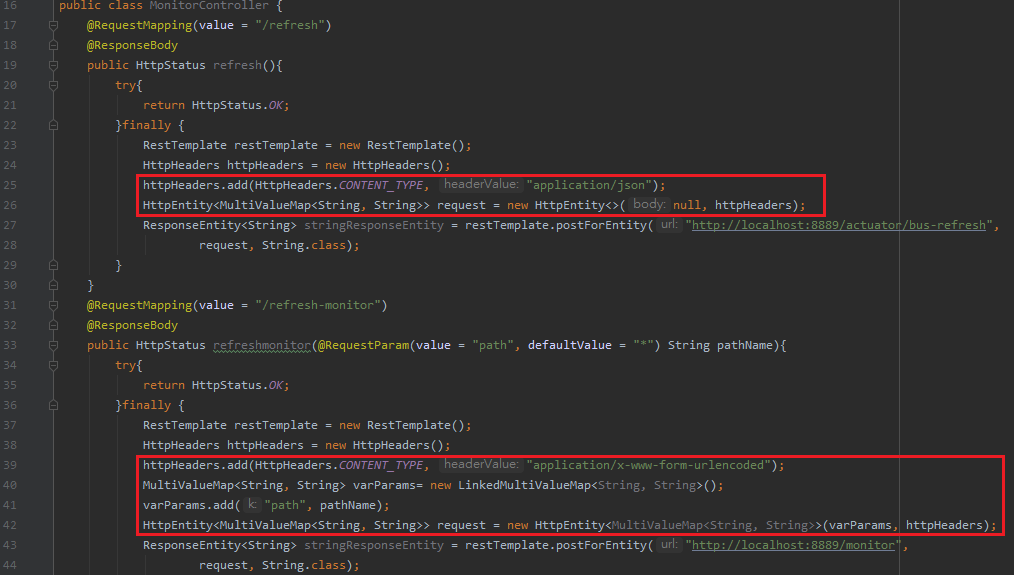 16 public class MonitorController {
17 @RequestMapping(value = "/refresh")
18 @ResponseBody
19 public HttpStatus refresh(){
20 try{
21 return HttpStatus.OK;
22 }finally {
23 RestTemplate restTemplate = new RestTemplate();
24 HttpHeaders httpHeaders = new HttpHeaders();
25 httpHeaders.add(HttpHeaders.CONTENT_TYPE, headerValue: "application/json");
26 HttpEntity<MultiValueMap<String, String>> request = new HttpEntity<>( body: null, httpHeaders);
27 ResponseEntity<String> stringResponseEntity = restTemplate.postForEntity( url: "http://localhost:8889/actuator/bus-refresh",
28 request, String.class);
29 }
30 }
31 @RequestMapping(value = "/refresh-monitor")
32 @ResponseBody
33 public HttpStatus refreshmonitor(@RequestParam(value = "path", defaultValue = "*") String pathName){
34 try{
35 return HttpStatus.OK;
36 }finally {
37 RestTemplate restTemplate = new RestTemplate();
38 HttpHeaders httpHeaders = new HttpHeaders();
39 httpHeaders.add(HttpHeaders.CONTENT_TYPE, headerValue: "application/x-www-form-urlencoded");
40 MultiValueMap<String, String> varParams= new LinkedMultiValueMap<String, String>();
41 varParams.add( k: "path", pathName);
42 HttpEntity<MultiValueMap<String, String>> request = new HttpEntity<MultiValueMap<String, String>>(varParams, httpHeaders);
43 ResponseEntity<String> stringResponseEntity = restTemplate.postForEntity( url: "http://localhost:8889/monitor",
44 request, String.class);